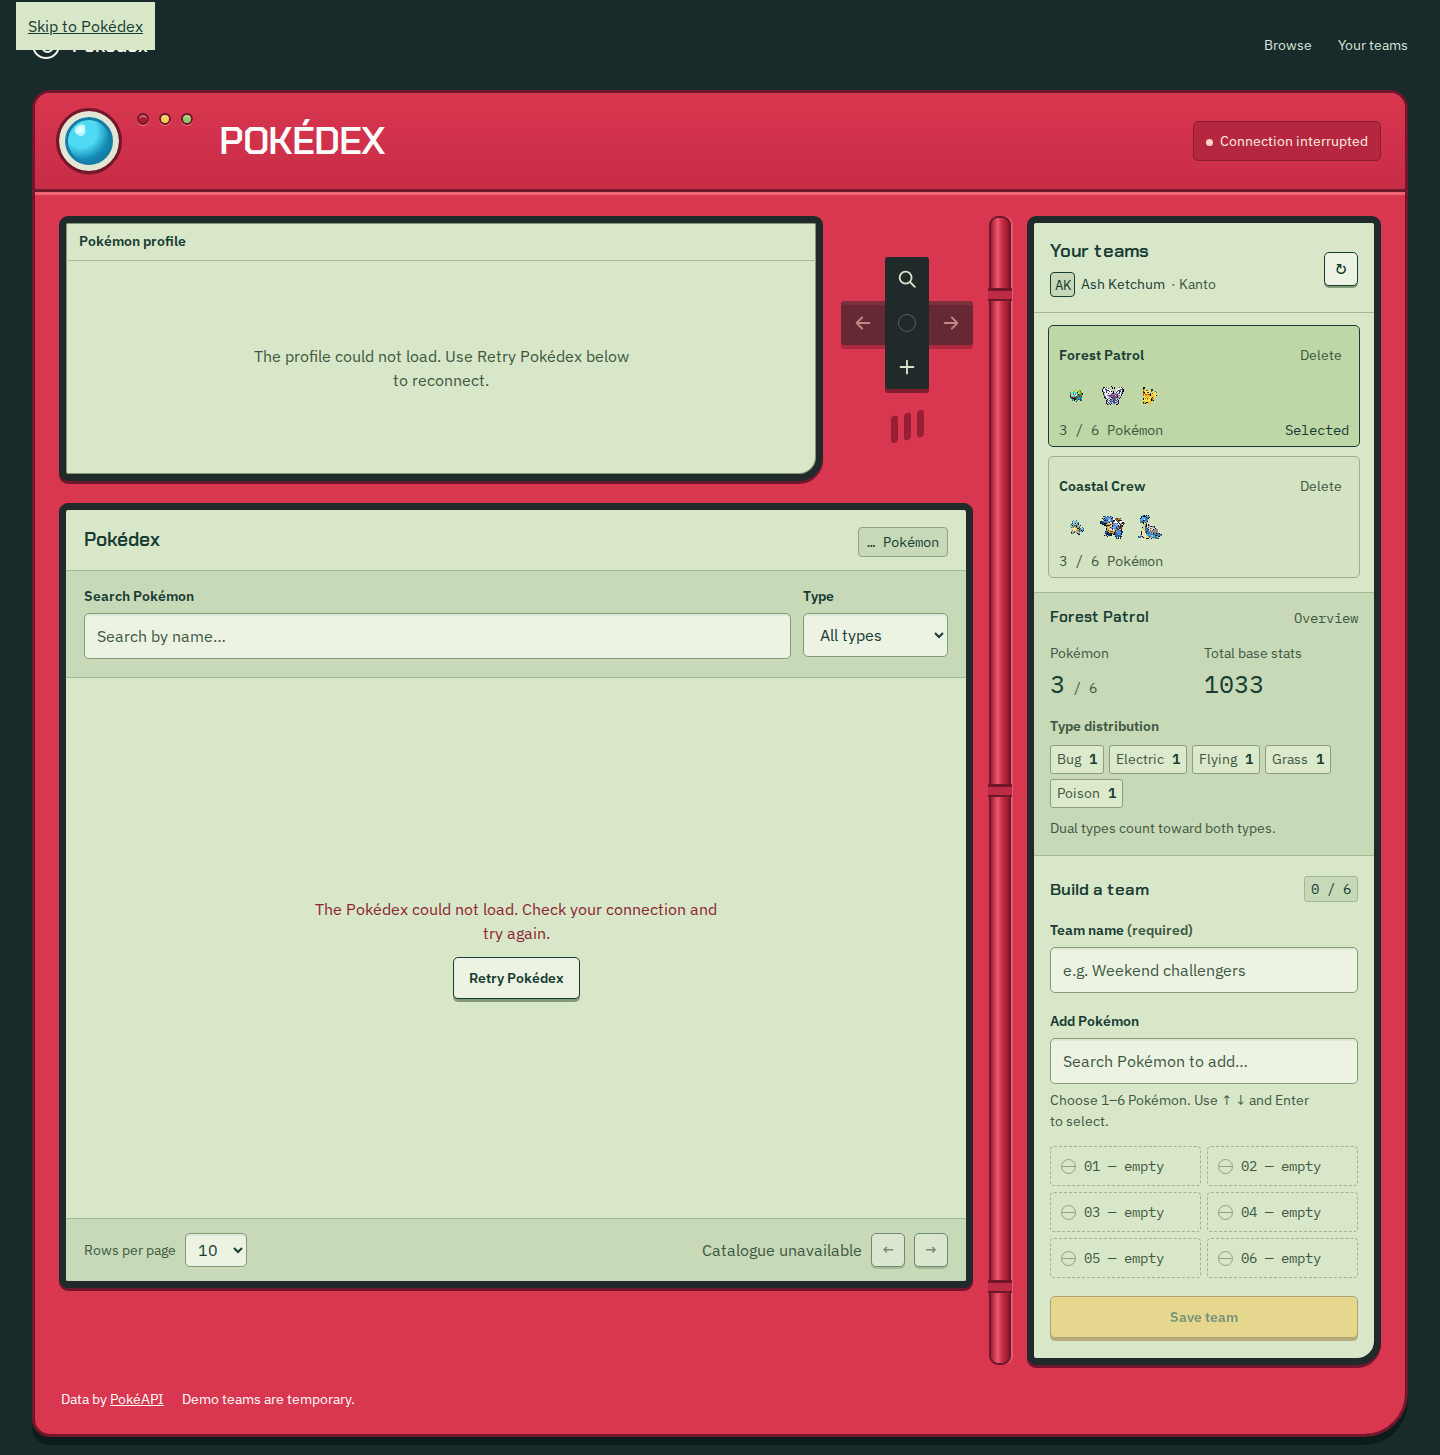 Skip to Pokédex
Browse
Your teams
POKÉDEX
Connection interrupted
Pokémon profile
The profile could not load. Use Retry Pokédex below
to reconnect.
Pokédex
… Pokémon
Search Pokémon
Type
Search by name...
All types
The Pokédex could not load. Check your connection and
try again.
Retry Pokédex
Rows per page
10
Catalogue unavailable
← →
Your teams
↻
AK Ash Ketchum · Kanto
Forest Patrol
Delete
3 / 6 Pokémon
Selected
Coastal Crew
Delete
3 / 6 Pokémon
Forest Patrol
Overview
Pokémon
Total base stats
3 / 6
1033
Type distribution
Bug 1
Electric 1
Flying 1
Grass 1
Poison 1
Dual types count toward both types.
Build a team
0 / 6
Team name (required)
e.g. Weekend challengers
Add Pokémon
Search Pokémon to add...
Choose 1–6 Pokémon. Use ↑ ↓ and Enter
to select.
01 — empty
02 — empty
03 — empty
04 — empty
05 — empty
06 — empty
Save team
Data by PokéAPI
Demo teams are temporary.